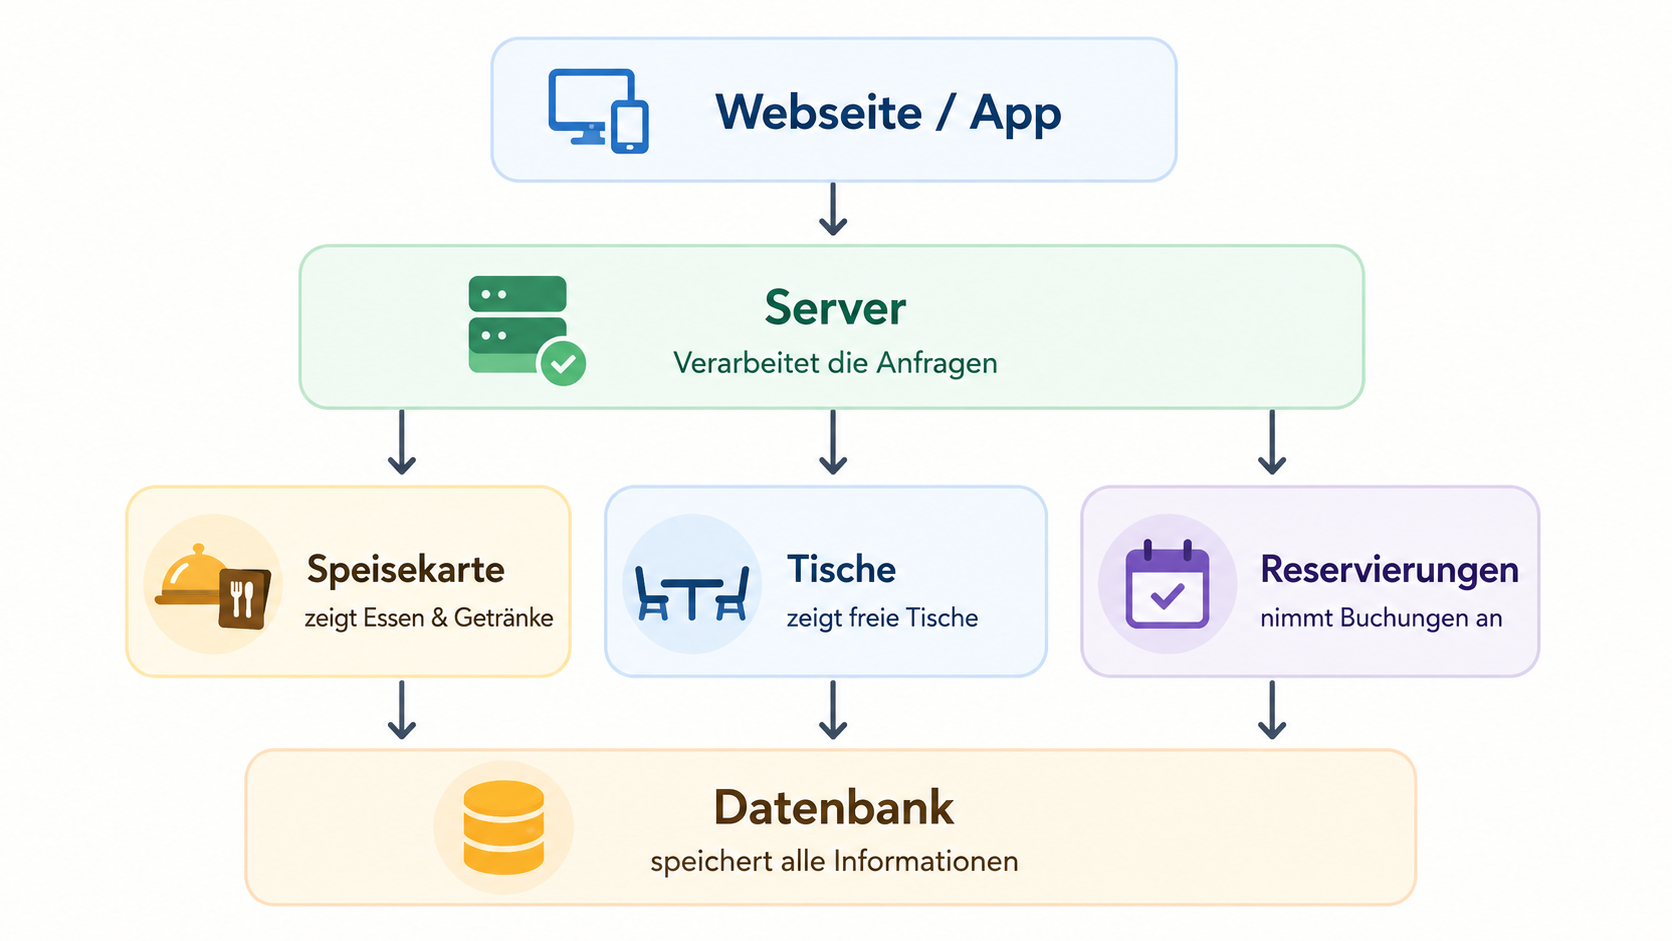 Webseite / App
Server
Verarbeitet die Anfragen
Speisekarte
zeigt Essen & Getränke
Tische
zeigt freie Tische
Reservierungen
nimmt Buchungen an
Datenbank
speichert alle Informationen